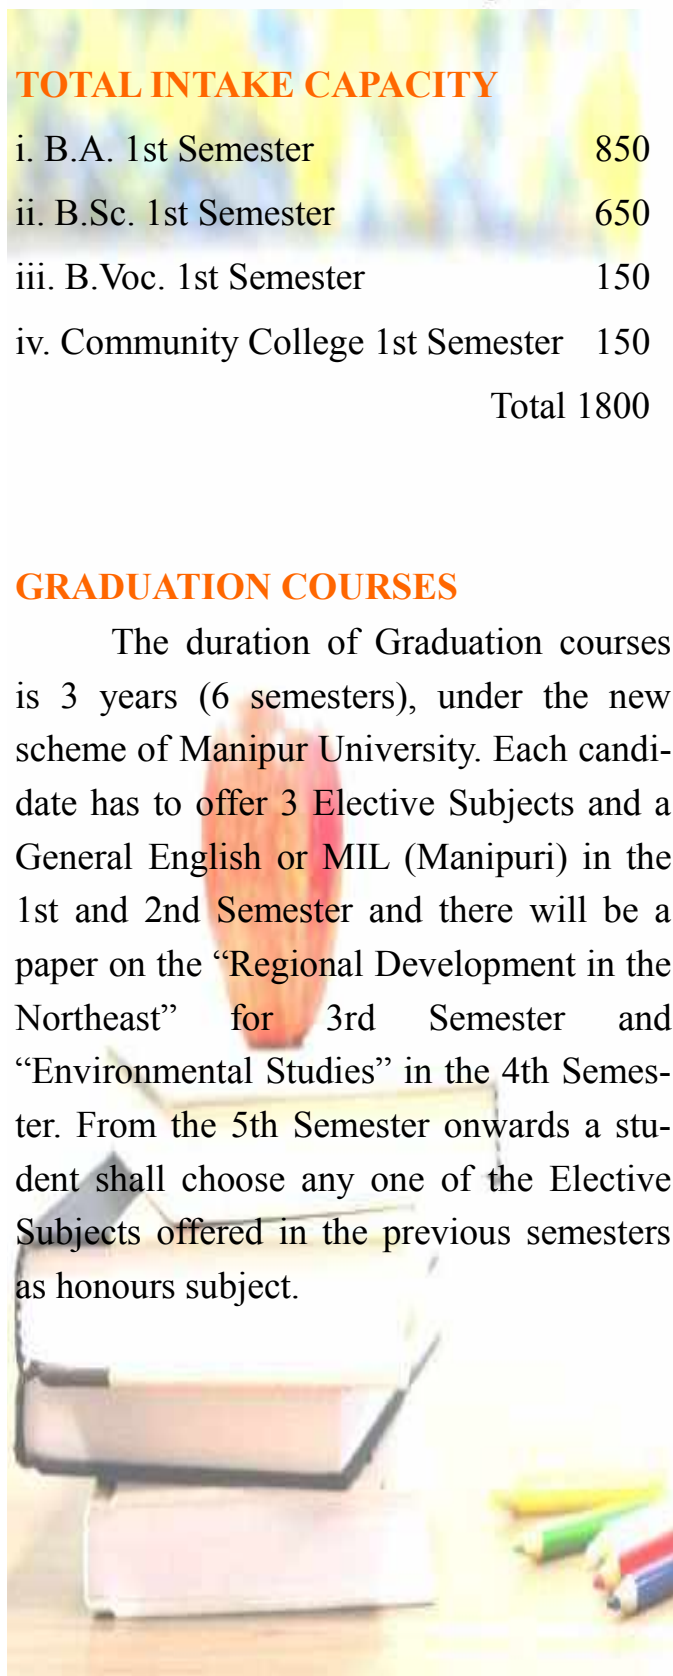 TOTAL INTAKE CAPACITY
i. B.A. 1st Semester 850
ii. B.Sc. 1st Semester 650
iii. B.Voc. 1st Semester 150
iv. Community College 1st Semester 150
Total 1800
GRADUATION COURSES
The duration of Graduation courses
is 3 years (6 semesters), under the new
scheme of Manipur University. Each candi-
date has to offer 3 Elective Subjects and a
General English or MIL (Manipuri) in the
1st and 2nd Semester and there will be a
paper on the “Regional Development in the
Northeast” for 3rd Semester and
“Environmental Studies” in the 4th Semes-
ter. From the 5th Semester onwards a stu-
dent shall choose any one of the Elective
Subjects offered in the previous semesters
as honours subject.